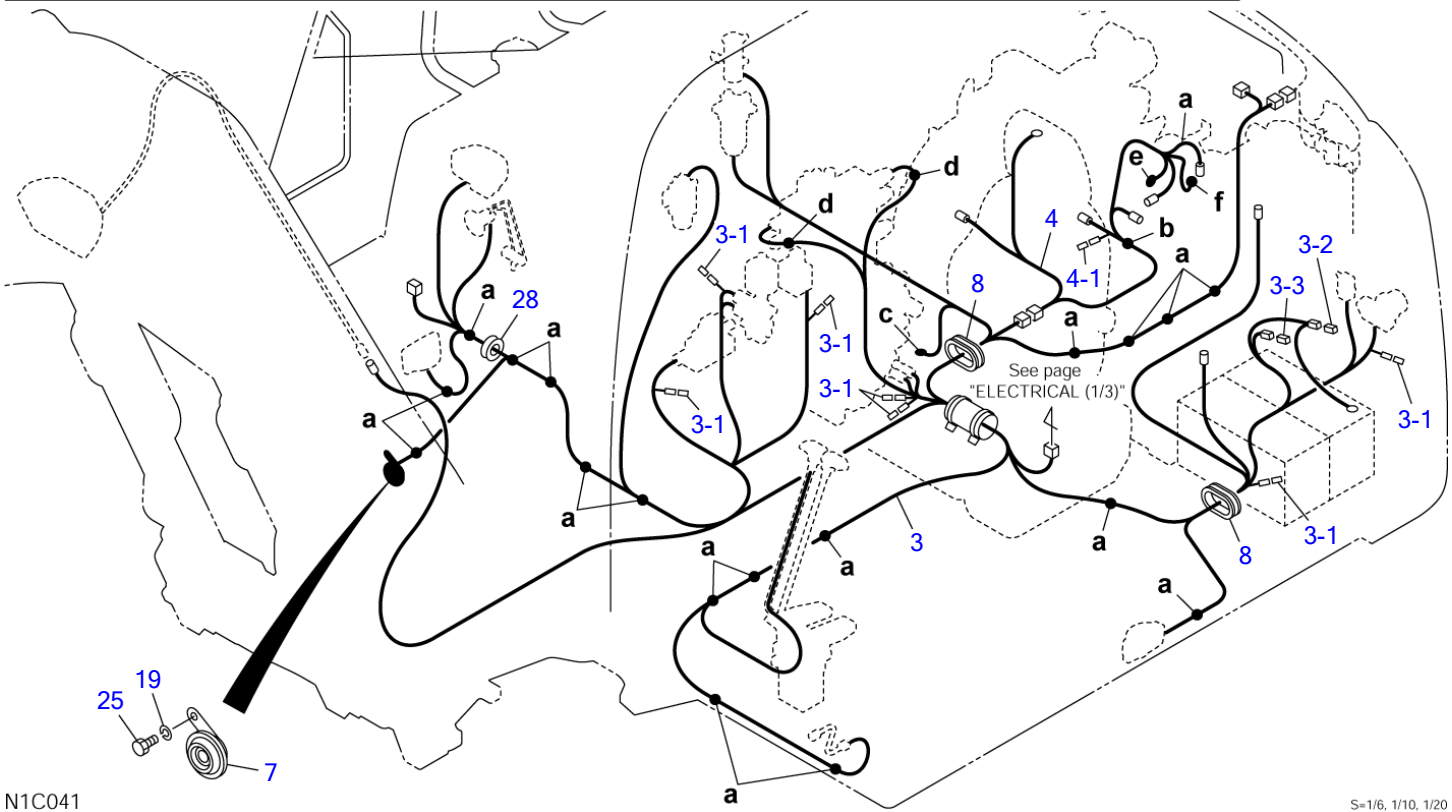 a
e
f
d
d
4
b
3-1
4-1
a
3-2
3-3
8
a
28
a
c
a
3-1
See page
"ELECTRICAL (1/3)"
3-1
3-1
3-1
a
3-1
a
a
3
a
8
a
a
25
19
7
a
N1C041
S=1/6, 1/10, 1/20